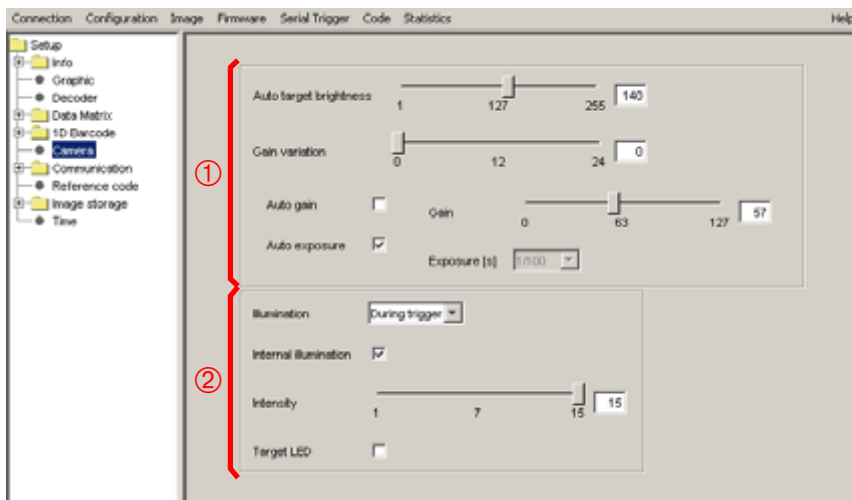 Connection Configuration Image Firmware Serial Trigger Code Statistics Help
Setup
Info
Graphic
Decoder
Data Matrix
1D Barcode
Camera
Communication
Reference code
Image storage
Time
①
Auto target brightness
1 127 255 140
Gain variation
0 12 24 0
Auto gain
Gain
0 63 127 57
Auto exposure
Exposure [s] 1/100
②
Illumination During trigger
Internal illumination
Intensity
1 7 15 15
Target LED